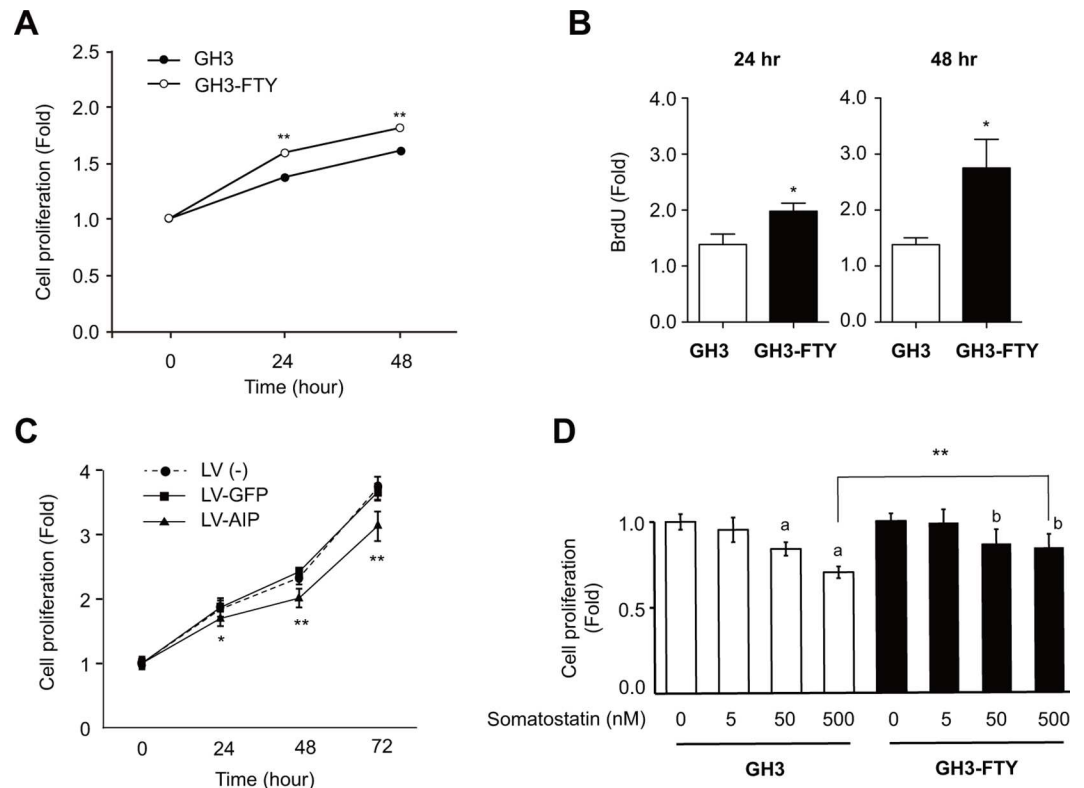 A
Cell proliferation (Fold)
2.5
2.0
1.5
1.0
1.5
0.0
GH3
GH3-FTY
**
**
0 24 48
Time (hour)
B
24 hr 48 hr
BrdU (Fold)
4.0
3.0
2.0
1.0
0.0
*
GH3 GH3-FTY
4.0
3.0
2.0
1.0
0.0
*
GH3 GH3-FTY
C
Cell proliferation (Fold)
4
3
2
1
0
LV (-)
LV-GFP
LV-AIP
*
**
**
0 24 48 72
Time (hour)
D
**
Cell proliferation
(Fold)
1.0
0.5
0.0
a
a
b
b
Somatostatin (nM) 0 5 50 500 0 5 50 500
GH3 GH3-FTY